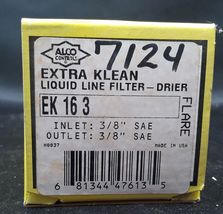 ALCO
CONTROLS
7124
EXTRA KLEAN
LIQUID LINE FILTER-DRIER
EK 16 3
FLARE
INLET: 3/8" SAE
OUTLET: 3/8" SAE
MADE IN USA
6 81344 47613 5